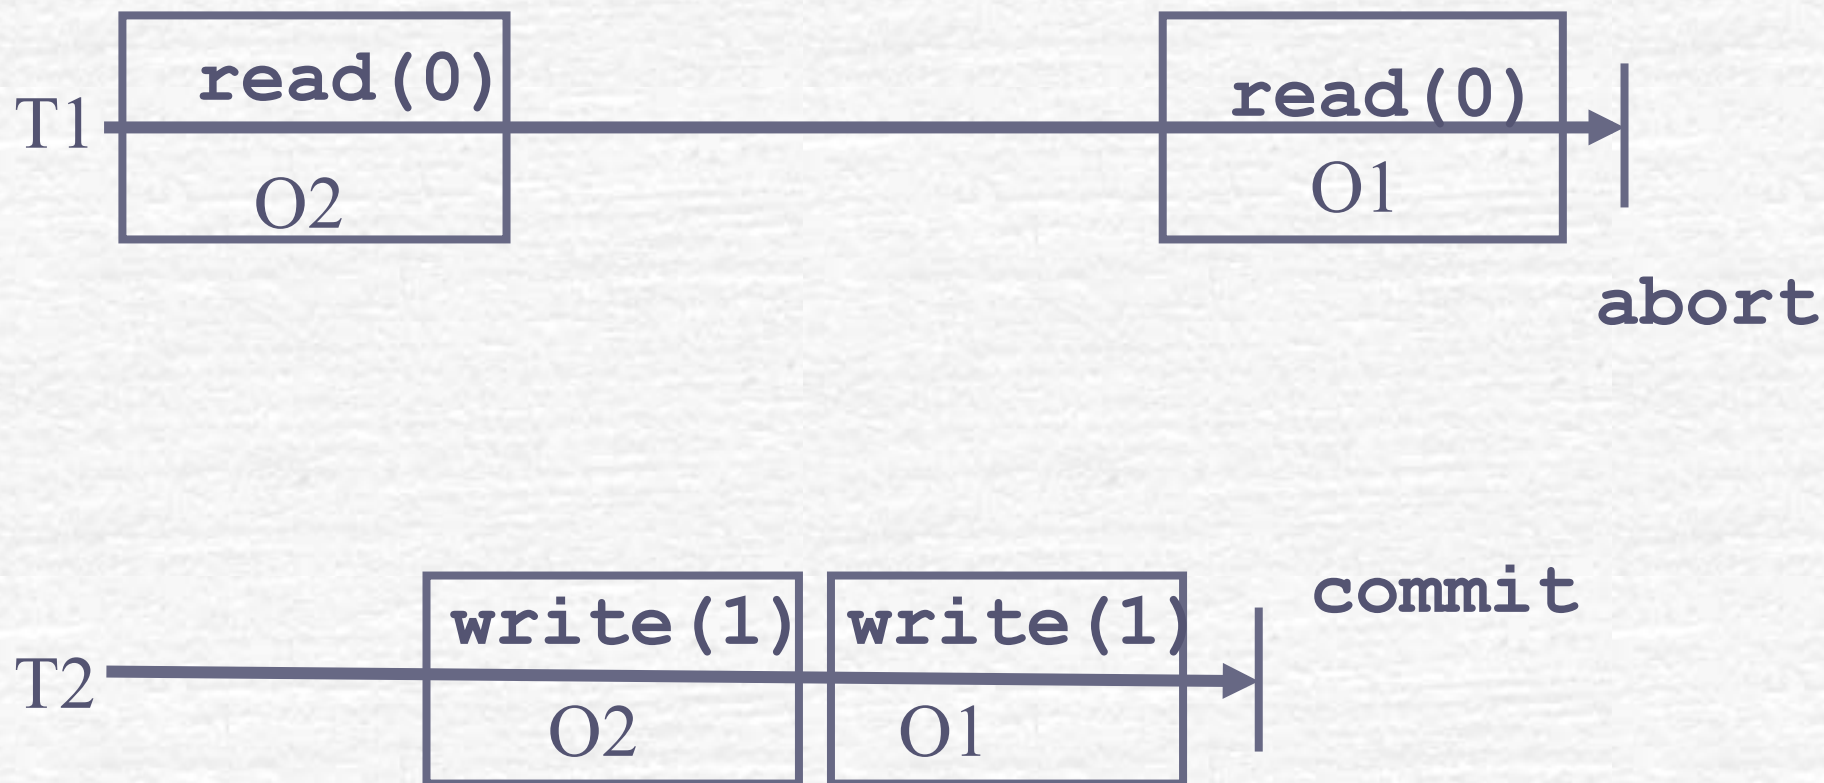 read(0) read(0)
T1
O2 O1
abort
write(1) write(1) commit
T2
O2 O1